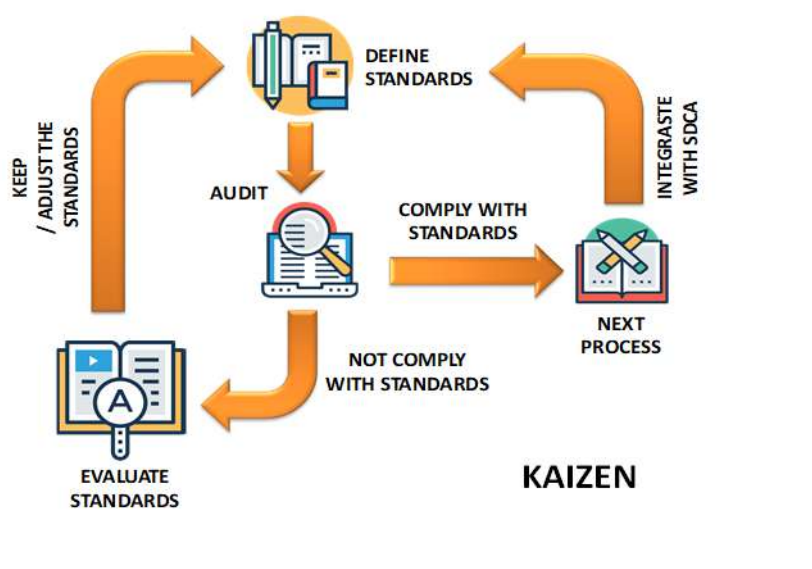 DEFINE
STANDARDS
KEEP
/ ADJUST THE
STANDARDS
INTEGRASTE
WITH SDCA
AUDIT
COMPLY WITH
STANDARDS
NEXT
PROCESS
NOT COMPLY
WITH STANDARDS
A
EVALUATE
STANDARDS
KAIZEN